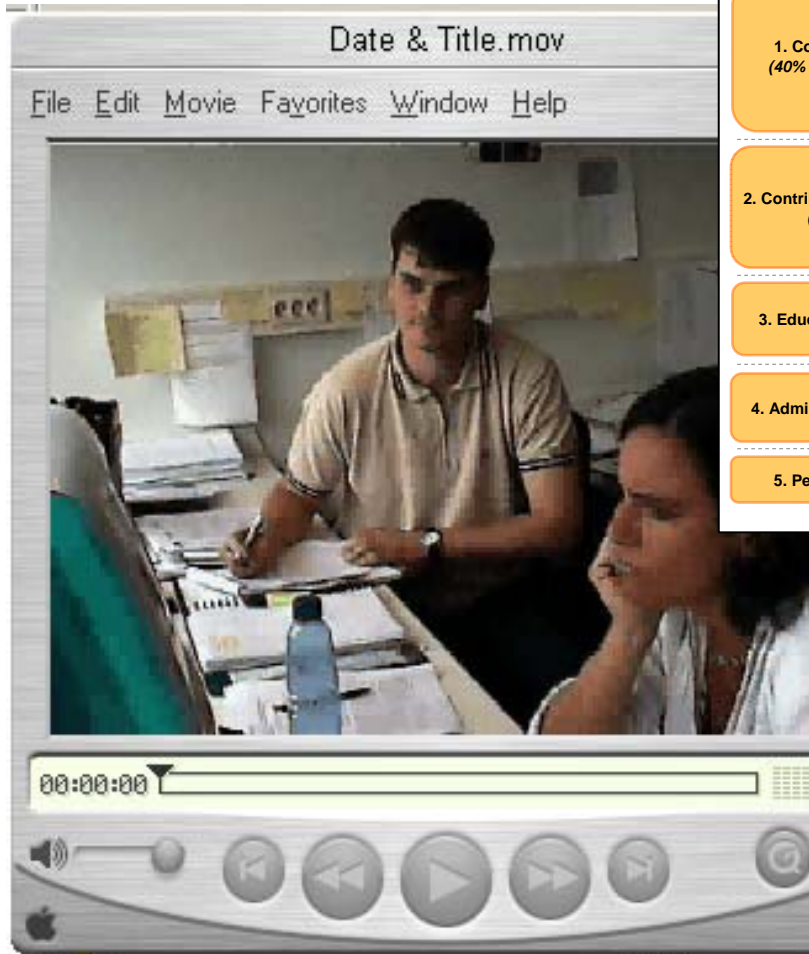 Date & Title.mov
File Edit Movie Favorites Window Help
00:00:00
1. Co
(40%
2. Contri
(
3. Edu
4. Admi
5. Pe